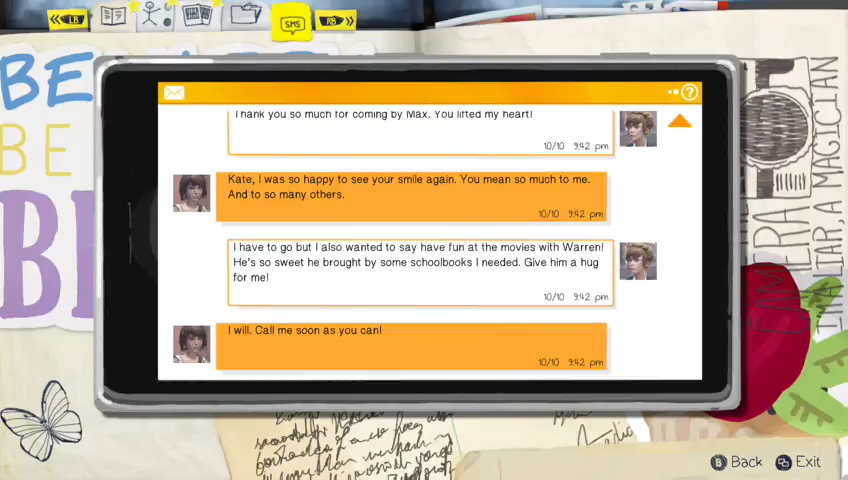 LB
SMS
RB
Thank you so much for coming by Max. You lifted my heart!
10/10 9:42 pm
Kate, I was so happy to see your smile again. You mean so much to me.
And to so many others.
10/10 9:42 pm
I have to go but I also wanted to say have fun at the movies with Warren!
He's so sweet he brought by some schoolbooks I needed. Give him a hug
for me!
10/10 9:42 pm
I will. Call me soon as you can!
10/10 9:42 pm
BE
BE
I'M A LIAR, A MAGICIAN
B Back
Exit